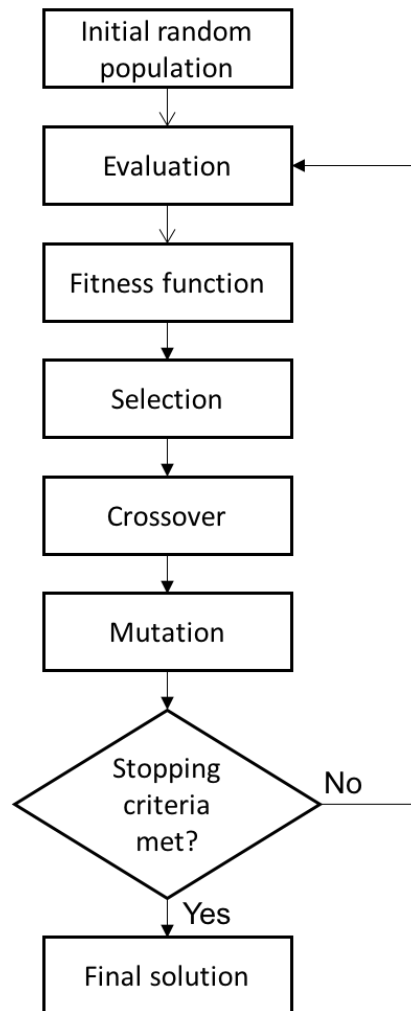 Initial random
population
Evaluation
Fitness function
Selection
Crossover
Mutation
Stopping
criteria
met?
No
Yes
Final solution